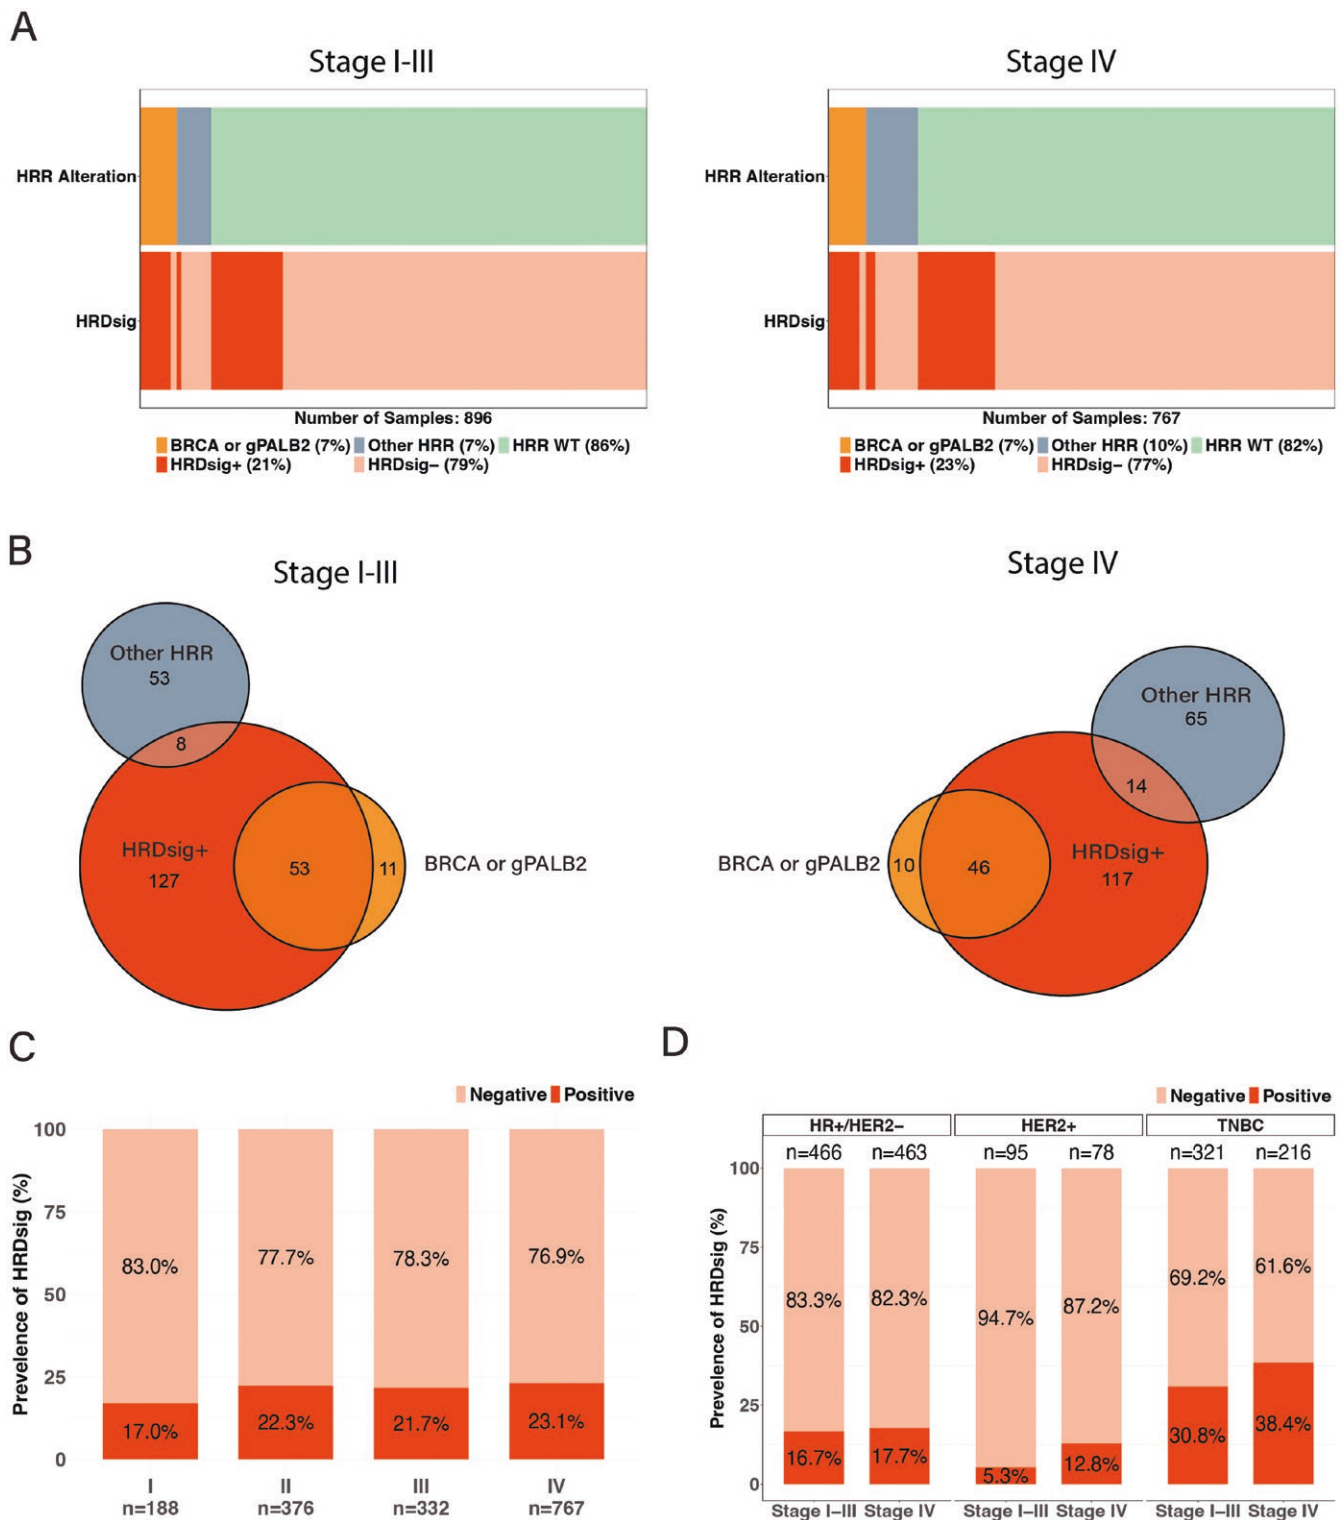 A
Stage I-III
HRR Alteration
HRDsig
Number of Samples: 896
BRCA or gPALB2 (7%) Other HRR (7%) HRR WT (86%)
HRDsig+ (21%) HRDsig− (79%)
Stage IV
HRR Alteration
HRDsig
Number of Samples: 767
BRCA or gPALB2 (7%) Other HRR (10%) HRR WT (82%)
HRDsig+ (23%) HRDsig− (77%)
B
Stage I-III
Other HRR
53
8
HRDsig+
127
53
11
BRCA or gPALB2
Stage IV
Other HRR
65
14
BRCA or gPALB2
10
46
HRDsig+
117
C
Negative Positive
Prevelence of HRDsig (%)
100
75
50
25
0
83.0%
77.7%
78.3%
76.9%
17.0%
22.3%
21.7%
23.1%
I
II
III
IV
n=188
n=376
n=332
n=767
D
Negative Positive
HR+/HER2−
HER2+
TNBC
n=466
n=463
n=95
n=78
n=321
n=216
Prevelence of HRDsig (%)
100
75
50
25
0
83.3%
82.3%
94.7%
87.2%
69.2%
61.6%
16.7%
17.7%
5.3%
12.8%
30.8%
38.4%
Stage I−III Stage IV
Stage I−III Stage IV
Stage I−III Stage IV